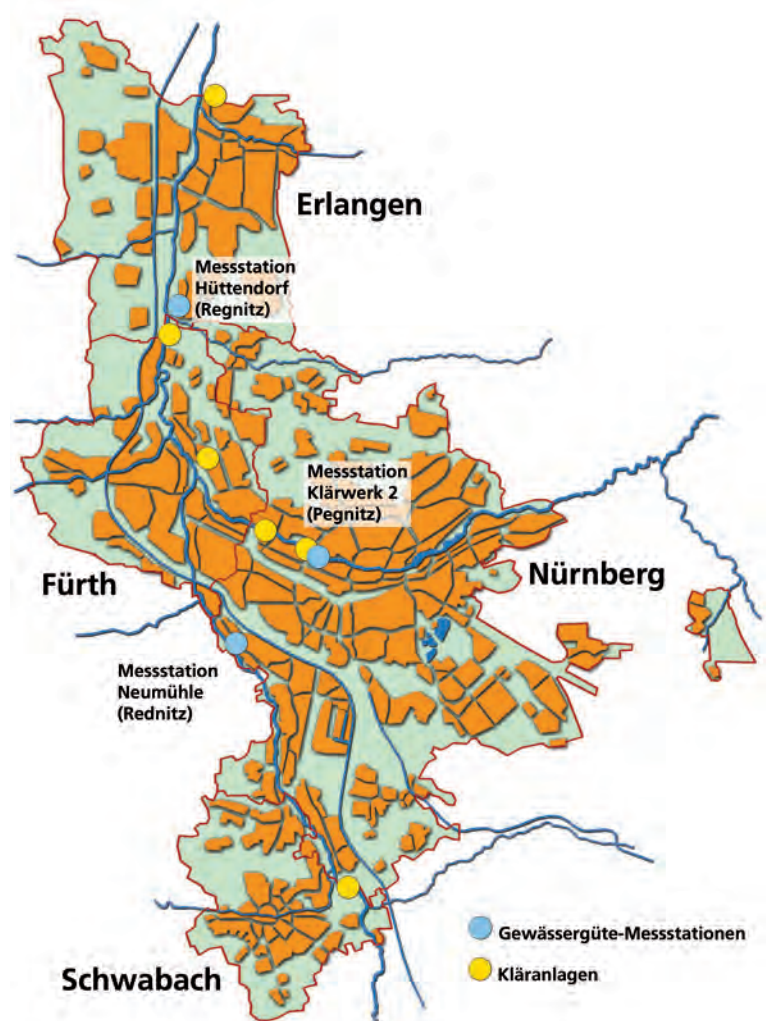 Erlangen
Messstation
Hüttendorf
(Regnitz)
Messstation
Klärwerk 2
(Pegnitz)
Fürth
Nürnberg
Messstation
Neumühle
(Rednitz)
Gewässergüte-Messstationen
Kläranlagen
Schwabach